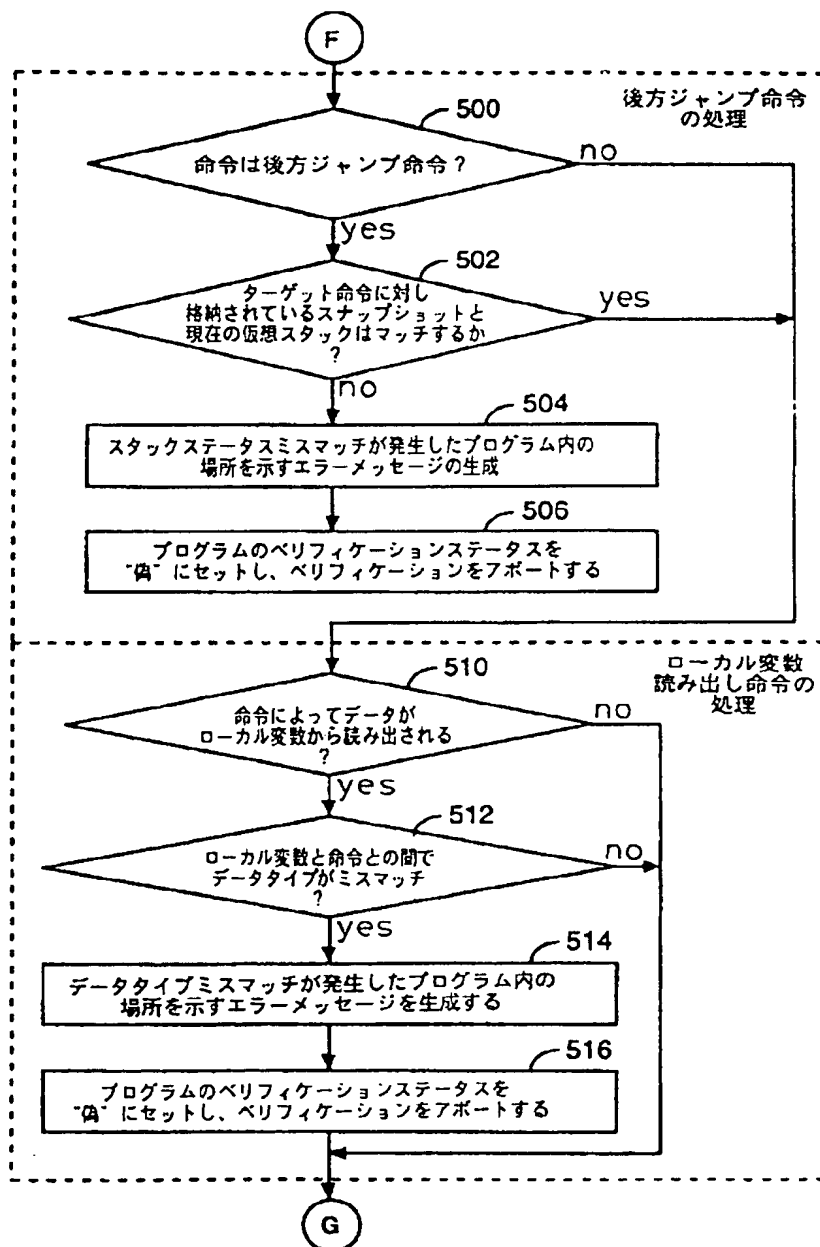 F
後方ジャンプ命令
の処理
500
命令は後方ジャンプ命令？
no
yes
502
ターゲット命令に対し
格納されているスナップショットと
現在の仮想スタックはマッチするか
？
yes
no
504
スタックステータスミスマッチが発生したプログラム内の
場所を示すエラーメッセージの生成
506
プログラムのベリフィケーションステータスを
"偽" にセットし、ベリフィケーションをアボートする
ローカル変数
読み出し命令の
処理
510
命令によってデータが
ローカル変数から読み出される
？
no
yes
512
ローカル変数と命令との間で
データタイプがミスマッチ
？
no
yes
514
データタイプミスマッチが発生したプログラム内の
場所を示すエラーメッセージを生成する
516
プログラムのベリフィケーションステータスを
"偽" にセットし、ベリフィケーションをアボートする
G